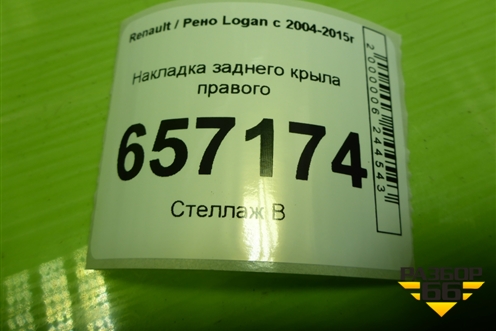 Renault / Рено Logan с 2004-2015г
Накладка заднего крыла
правого
657174
Стеллаж В
2000006244543
РАЗБОР
66